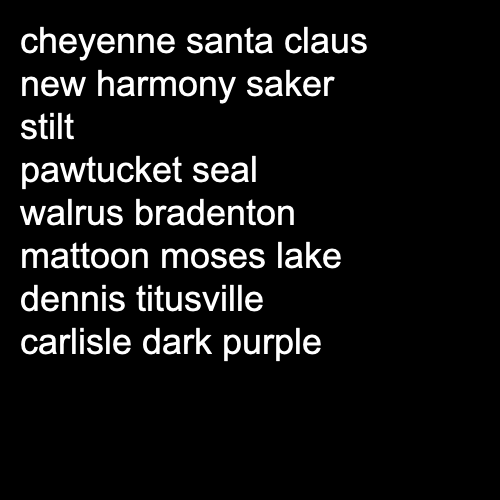 cheyenne santa claus
new harmony saker
stilt
pawtucket seal
walrus bradenton
mattoon moses lake
dennis titusville
carlisle dark purple